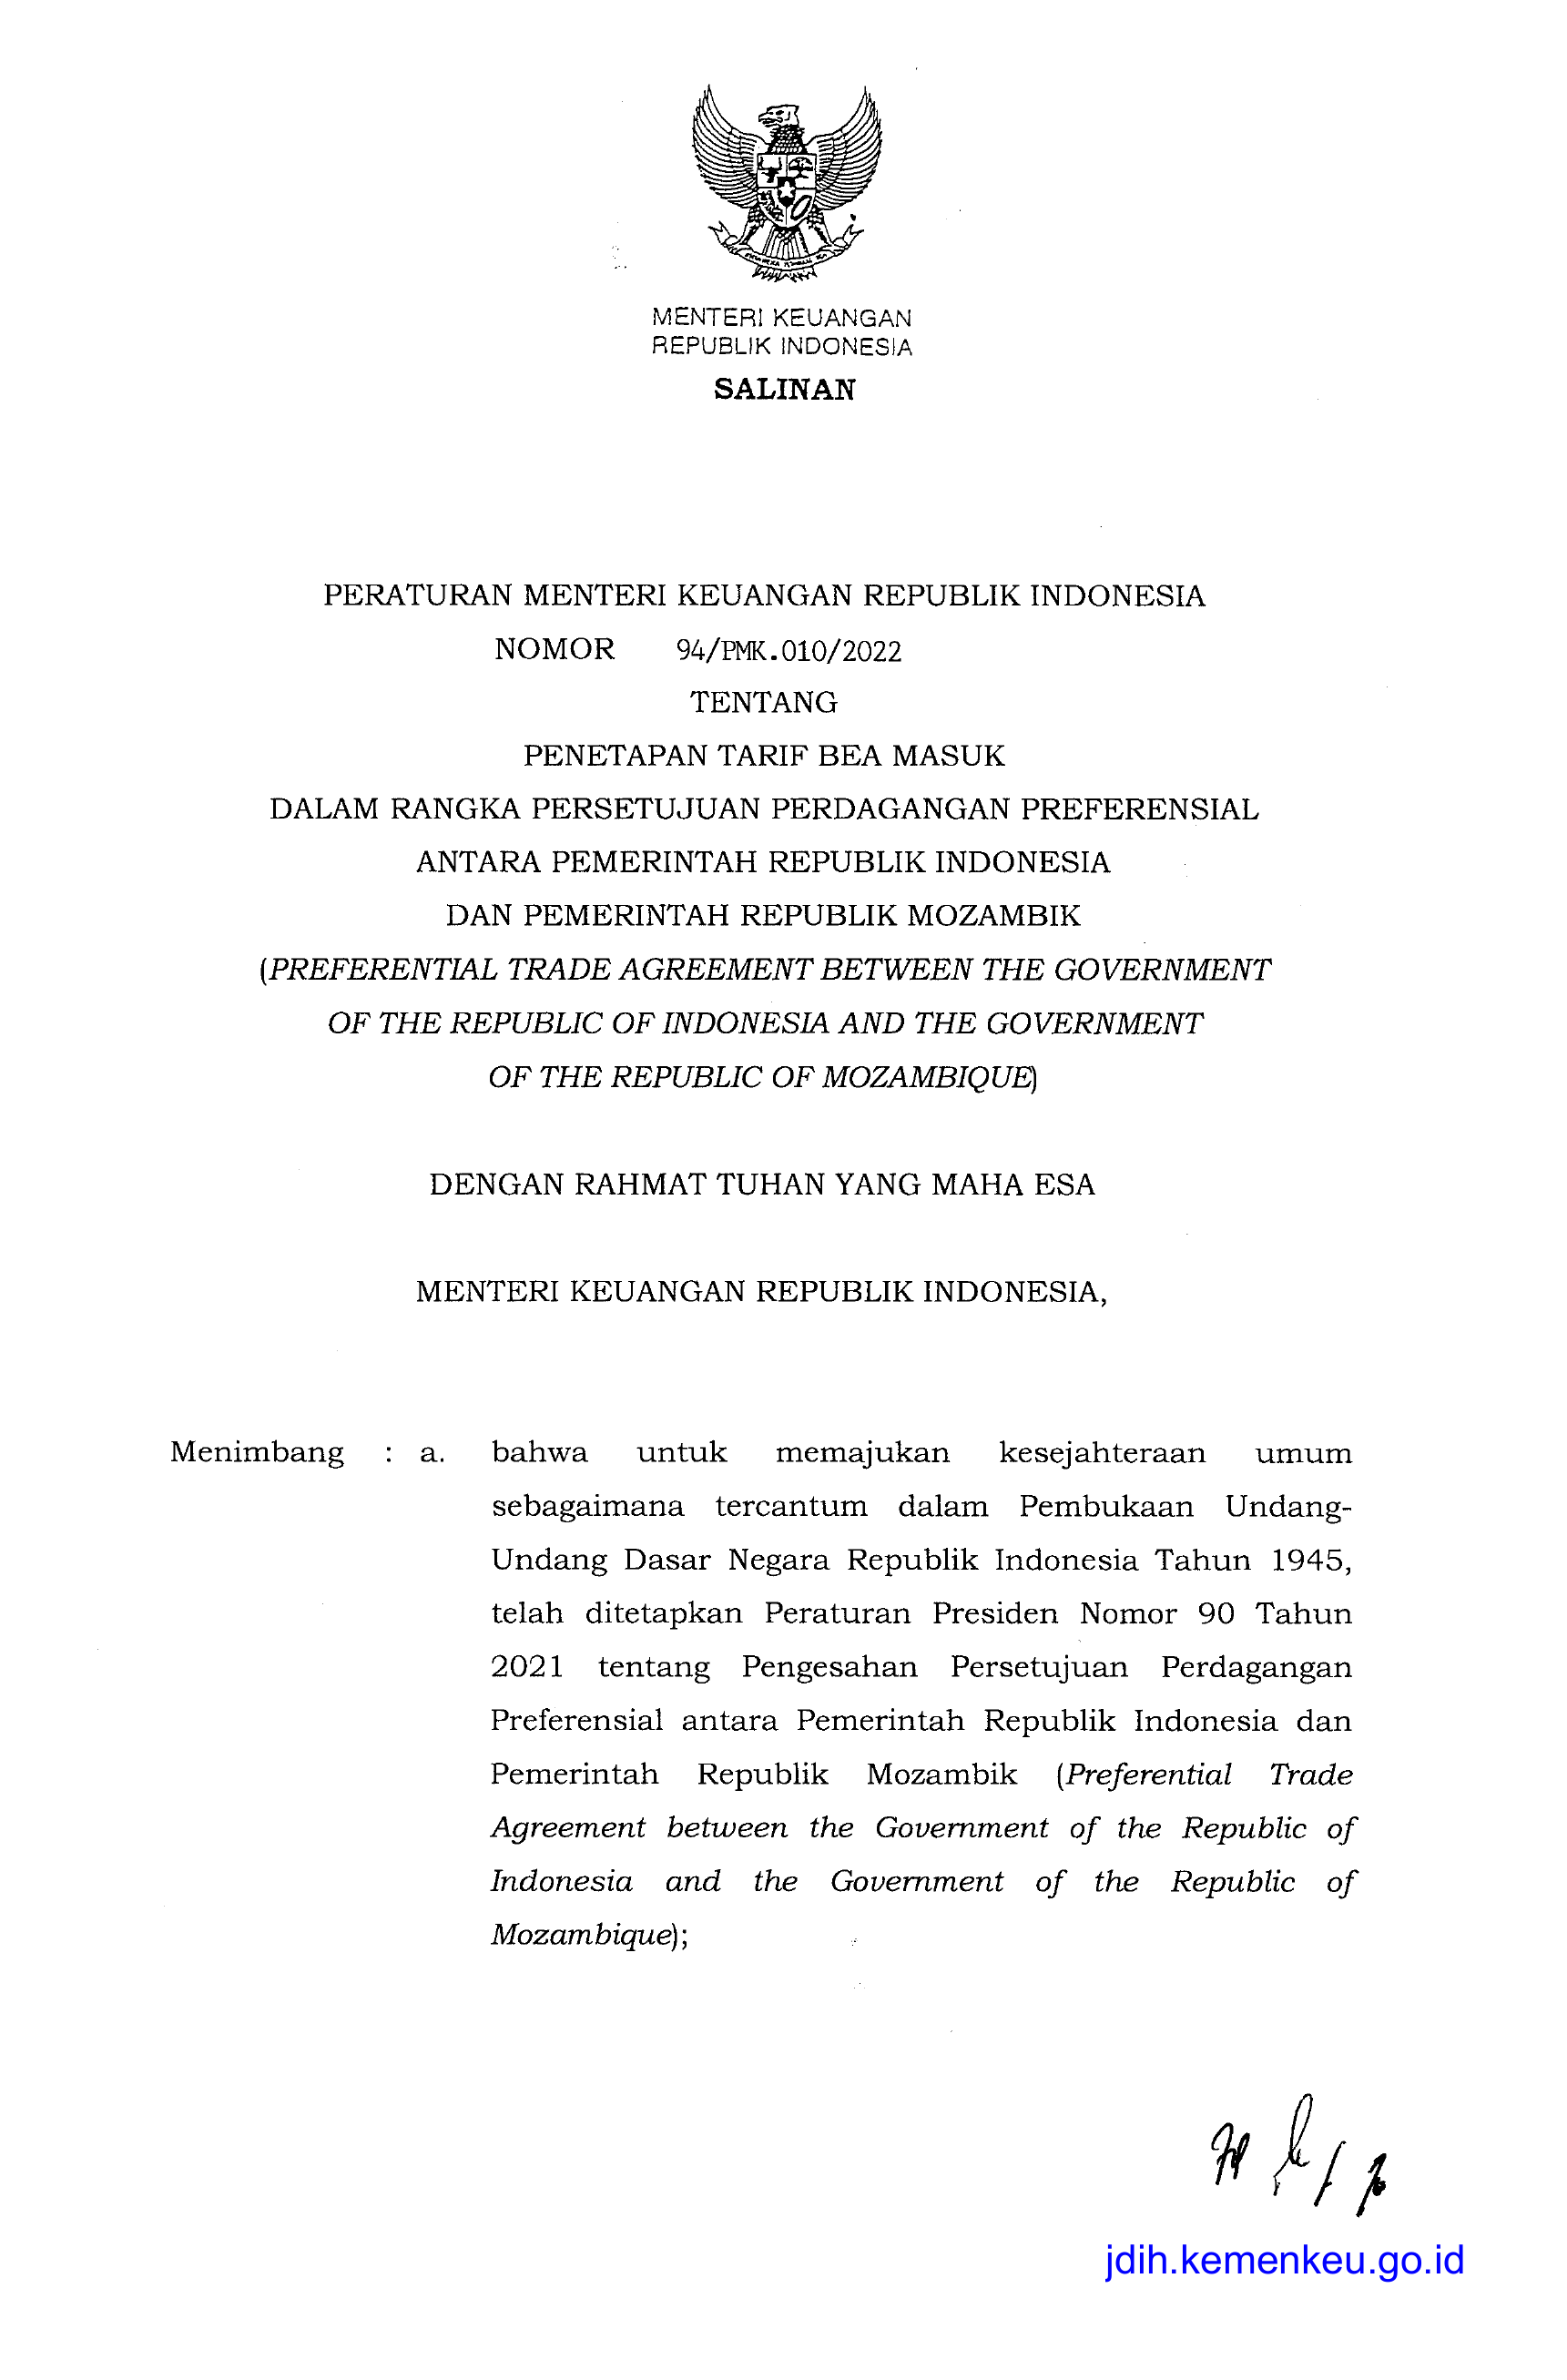 MENTERI KEUANGAN
REPUBLIK INDONESIA
SALINAN
PERATURAN MENTERI KEUANGAN REPUBLIK INDONESIA
NOMOR 94/PMK.010/2022
TENTANG
PENETAPAN TARIF BEA MASUK
DALAM RANGKA PERSETUJUAN PERDAGANGAN PREFERENSIAL
ANTARA PEMERINTAH REPUBLIK INDONESIA
DAN PEMERINTAH REPUBLIK MOZAMBIK
(PREFERENTIAL TRADE AGREEMENT BETWEEN THE GOVERNMENT
OF THE REPUBLIC OF INDONESIA AND THE GOVERNMENT
OF THE REPUBLIC OF MOZAMBIQUE)
DENGAN RAHMAT TUHAN YANG MAHA ESA
MENTERI KEUANGAN REPUBLIK INDONESIA,
Menimbang : a. bahwa untuk memajukan kesejahteraan umum
sebagaimana tercantum dalam Pembukaan Undang-
Undang Dasar Negara Republik Indonesia Tahun 1945,
telah ditetapkan Peraturan Presiden Nomor 90 Tahun
2021 tentang Pengesahan Persetujuan Perdagangan
Preferensial antara Pemerintah Republik Indonesia dan
Pemerintah Republik Mozambik (Preferential Trade
Agreement between the Government of the Republic of
Indonesia and the Government of the Republic of
Mozambique);
jdih.kemenkeu.go.id